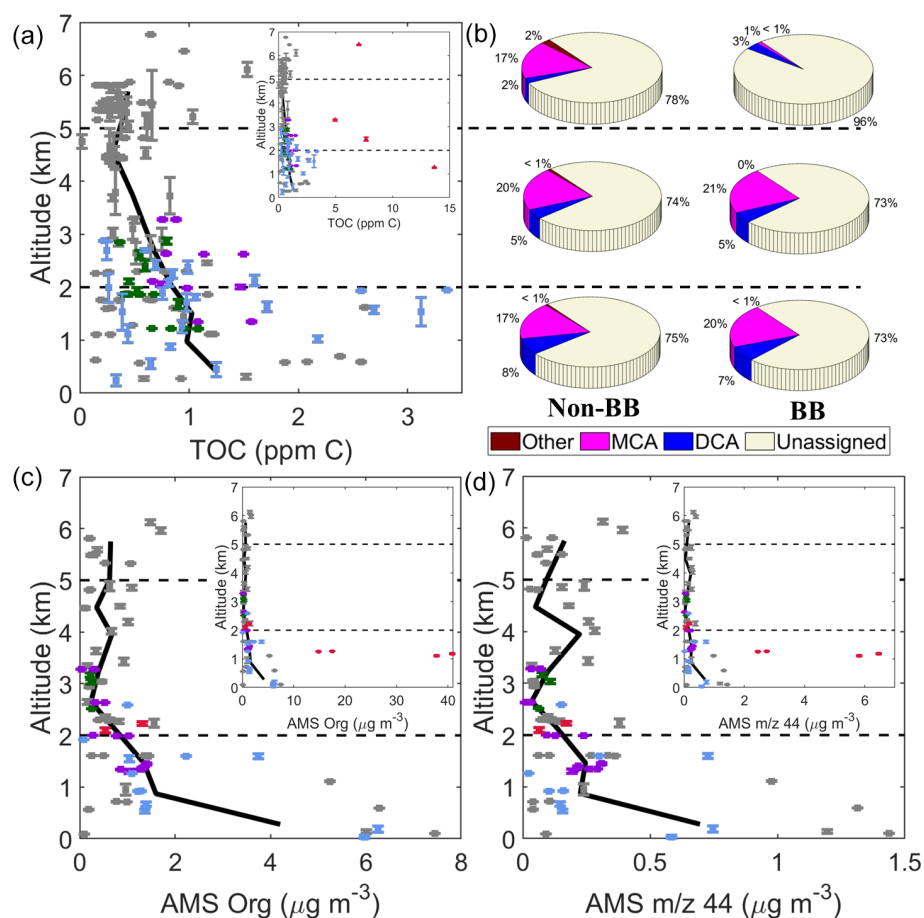 (a)
Altitude (km)
7
6
5
4
3
2
1
0
0 1 2 3
TOC (ppm C)
Altitude (km)
7
6
5
4
3
2
1
0
0 5 10 15
TOC (ppm C)
(b)
2%
17%
2%
78%
1% < 1%
3%
96%
< 1%
20%
5%
74%
0%
21%
5%
73%
< 1%
17%
8%
75%
< 1%
20%
7%
73%
Non-BB BB
Other MCA DCA Unassigned
(c)
Altitude (km)
7
6
5
4
3
2
1
0
0 2 4 6 8
AMS Org (μg m-3)
Altitude (km)
7
6
5
4
3
2
1
0
0 10 20 30 40
AMS Org (μg m-3)
(d)
Altitude (km)
7
6
5
4
3
2
1
0
0 0.5 1 1.5
AMS m/z 44 (μg m-3)
Altitude (km)
7
6
5
4
3
2
1
0
0 2 4 6
AMS m/z 44 (μg m-3)